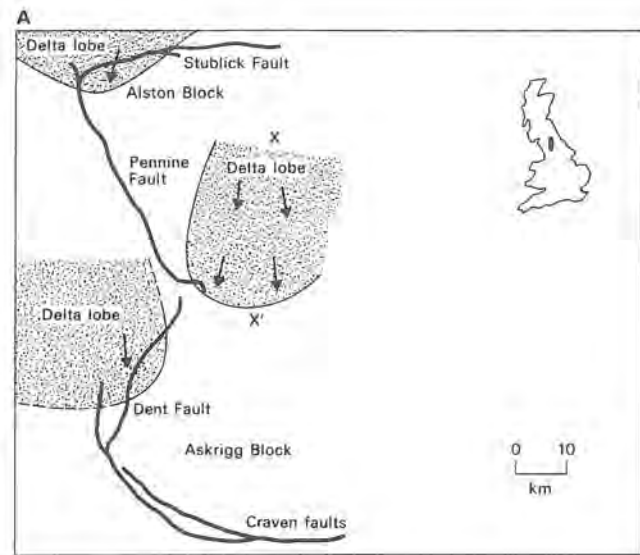 A
Delta lobe
Stublick Fault
Alston Block
Pennine
Fault
X
Delta lobe
Delta lobe
X'
Dent Fault
Askrigg Block
0 10
km
Craven faults